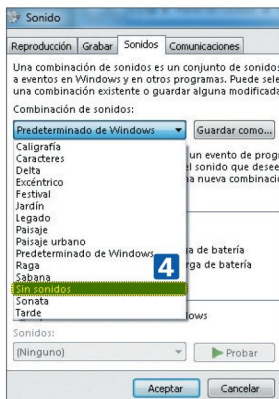 Sonido
Reproducción Grabar Sonidos Comunicaciones
Una combinación de sonidos es un conjunto de sonidos
a eventos en Windows y en otros programas. Puede sele
una combinación existente o guardar alguna modificada
Combinación de sonidos:
Predeterminado de Windows Guardar como...
Caligrafía
Caracteres
un evento de prog
Delta
el sonido que desee
Excéntrico
a nueva combinació
Festival
Jardín
Legado
Paisaje
Paisaje urbano
Predeterminado de Windows
ga de batería
Raga
4
rga de batería
Sabana
Sin sonidos
Sonata
Tarde
ows
Sonidos:
(Ninguno) Probar
Aceptar Cancelar